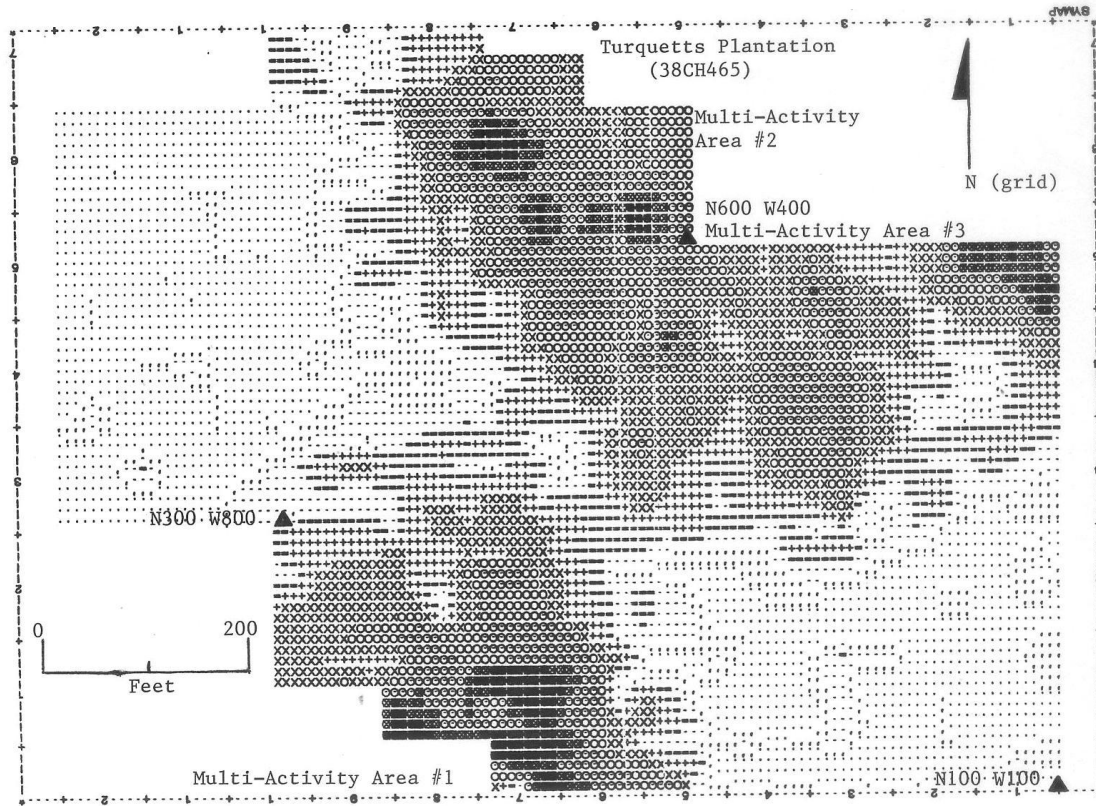 SYMAP
Turquetts Plantation
(38CH465)
Multi-Activity
Area #2
N (grid)
N600 W400
Multi-Activity Area #3
N300 W800
0 200
Feet
Multi-Activity Area #1
N100 W100